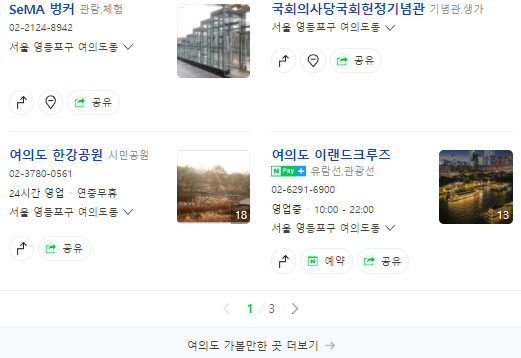 SeMA 벙커 관람,체험
02-2124-8942
서울 영등포구 여의도동
공유
국회의사당국회헌정기념관 기념관,생가
서울 영등포구 여의도동
공유
여의도 한강공원 시민공원
02-3780-0561
24시간 영업 · 연중무휴
서울 영등포구 여의도동
18
공유
여의도 이랜드크루즈
N Pay + 유람선,관광선
02-6291-6900
영업중 · 10:00 - 22:00
서울 영등포구 여의도동
13
N 예약 공유
1 / 3
여의도 가볼만한 곳 더보기